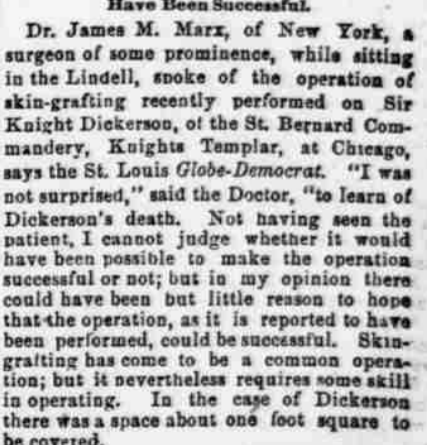 Have Been Successful.
Dr. James M. Marx, of New York, a
surgeon of some prominence, while sitting
in the Lindell, spoke of the operation of
skin-grafting recently performed on Sir
Knight Dickerson, of the St. Bernard Com-
mandery, Knights Templar, at Chicago,
says the St. Louis Globe-Democrat. "I was
not surprised," said the Doctor, "to learn of
Dickerson's death. Not having seen the
patient, I cannot judge whether it would
have been possible to make the operation
successful or not; but in my opinion there
could have been but little reason to hope
that the operation, as it is reported to have
been performed, could be successful. Skin-
grafting has come to be a common opera-
tion; but it nevertheless requires some skill
in operating. In the case of Dickerson
there was a space about one foot square to
be covered.